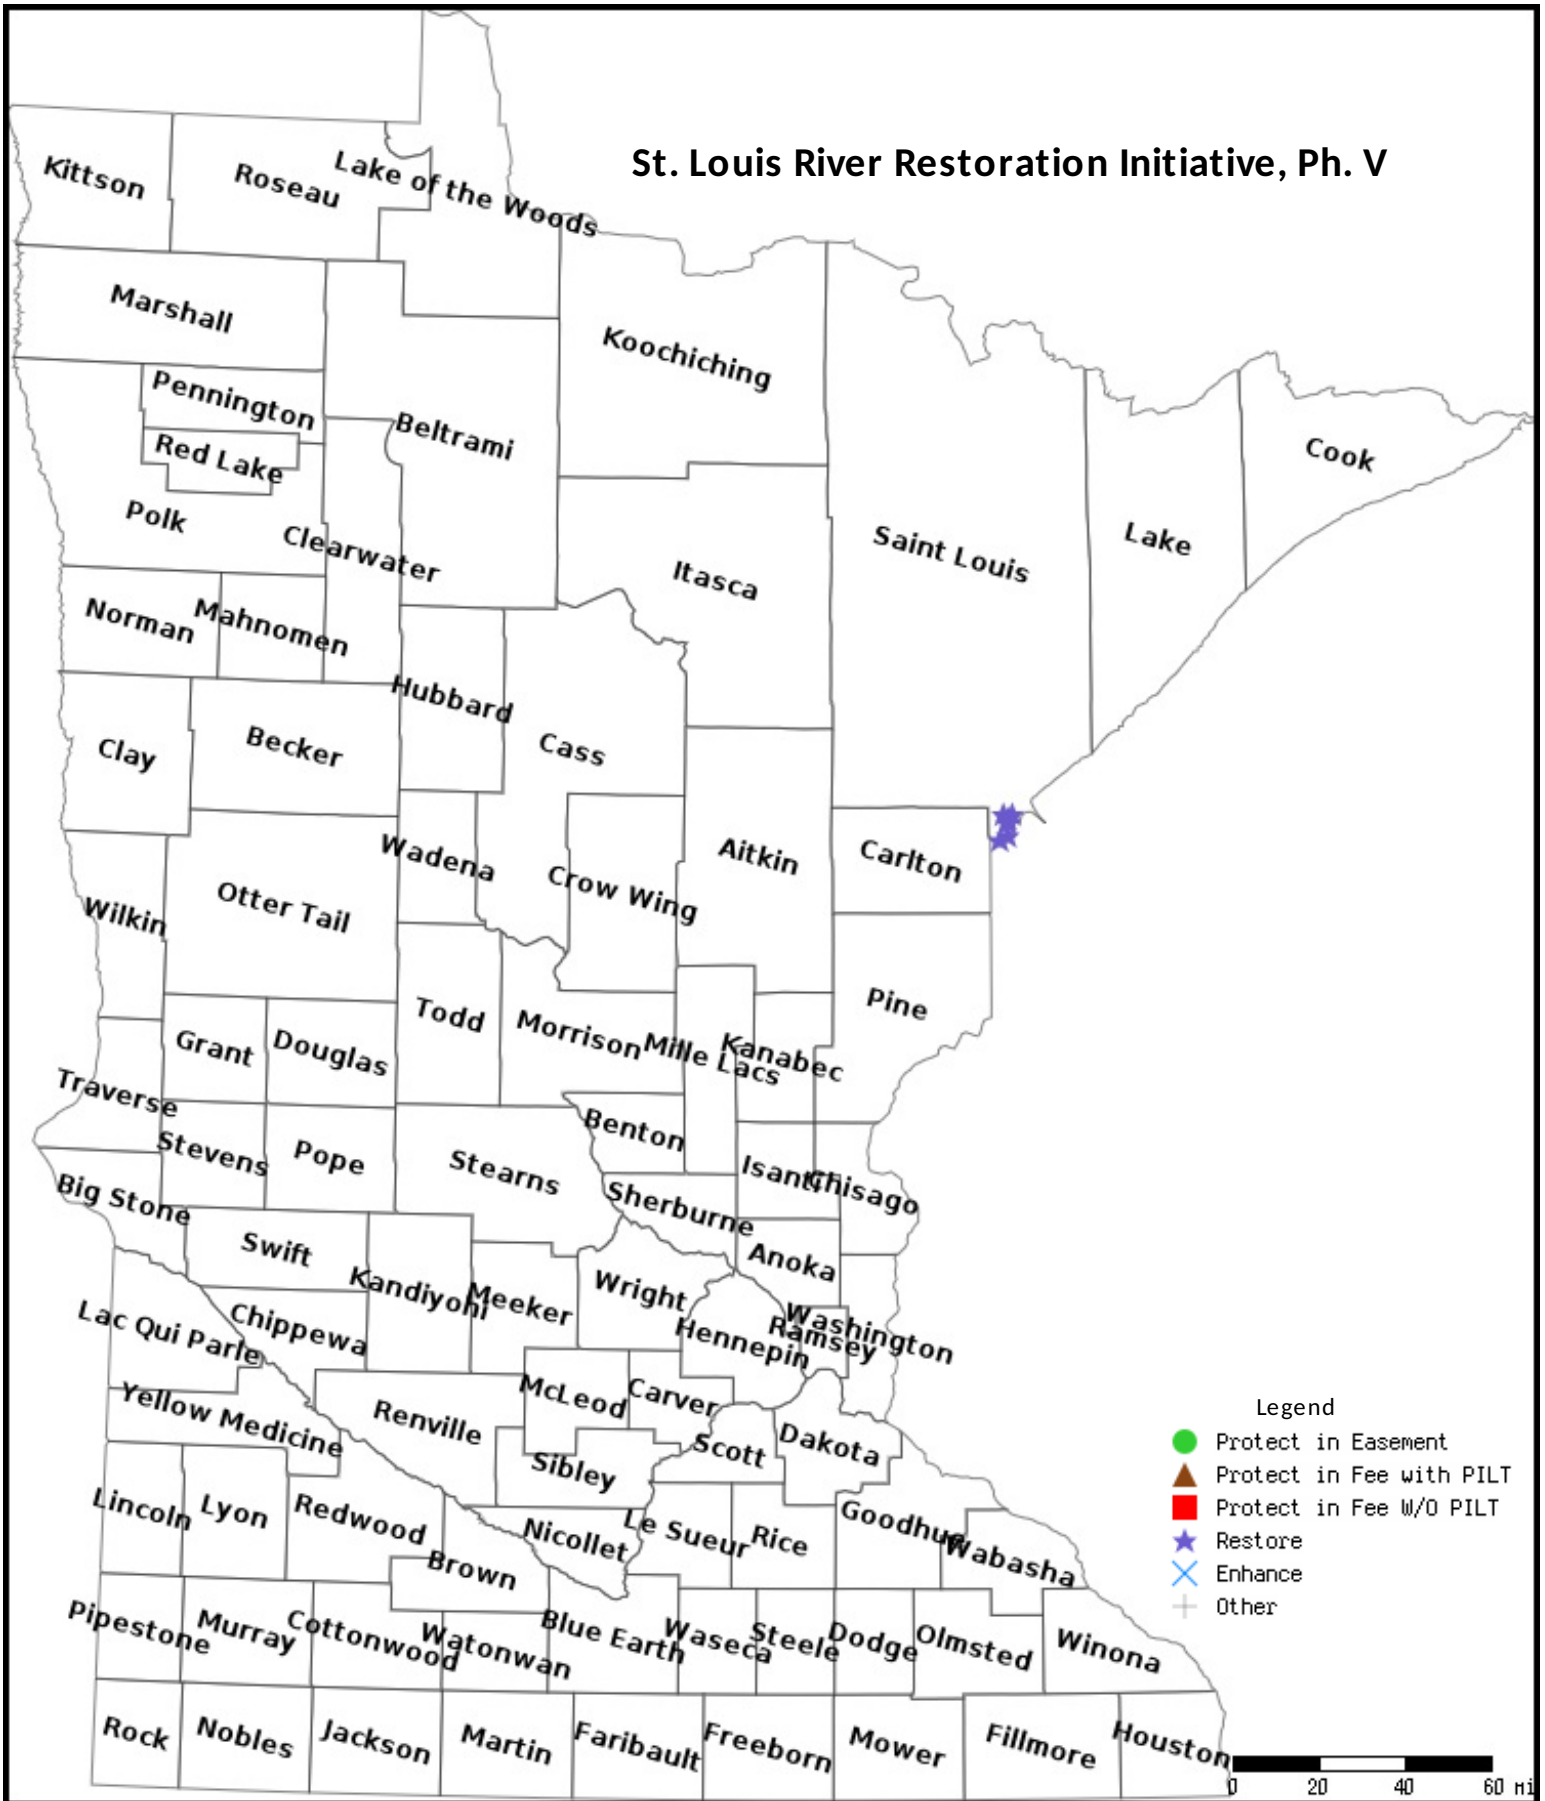 St. Louis River Restoration Initiative, Ph. V
Kittson
Roseau
Lake of the Woods
Marshall
Koochiching
Pennington
Beltrami
Red Lake
Cook
Polk
Clearwater
Itasca
Saint Louis
Lake
Norman
Mahnomen
Hubbard
Clay
Becker
Cass
Wadena
Aitkin
Carlton
Wilkin
Otter Tail
Crow Wing
Pine
Grant
Douglas
Todd
Morrison
Mille Lacs
Kanabec
Traverse
Stevens
Pope
Stearns
Benton
Isanti
Chisago
Big Stone
Sherburne
Swift
Anoka
Kandiyohi
Meeker
Wright
Lac Qui Parle
Chippewa
Hennepin
Ramsey
Washington
Yellow Medicine
Renville
McLeod
Carver
Scott
Dakota
Sibley
Lincoln
Lyon
Redwood
Brown
Nicollet
Le Sueur
Rice
Goodhue
Wabasha
Pipestone
Murray
Cottonwood
Watonwan
Blue Earth
Waseca
Steele
Dodge
Olmsted
Winona
Rock
Nobles
Jackson
Martin
Faribault
Freeborn
Mower
Fillmore
Houston
Legend
Protect in Easement
Protect in Fee with PILT
Protect in Fee W/O PILT
Restore
Enhance
Other
0 20 40 60 mi